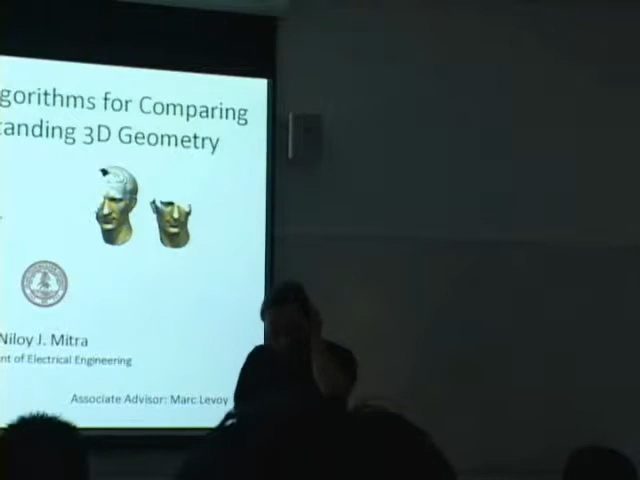 gorithms for Comparing
tanding 3D Geometry
Niloy J. Mitra
nt of Electrical Engineering
Associate Advisor: Marc Levoy